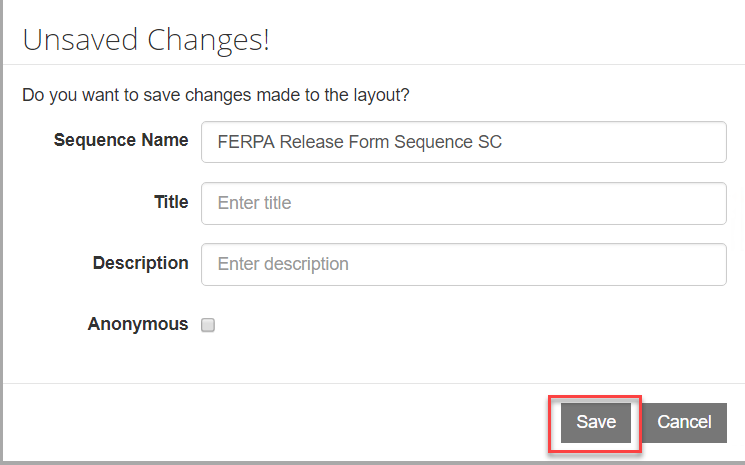 Unsaved Changes!
Do you want to save changes made to the layout?
Sequence Name FERPA Release Form Sequence SC
Title Enter title
Description Enter description
Anonymous
Save Cancel